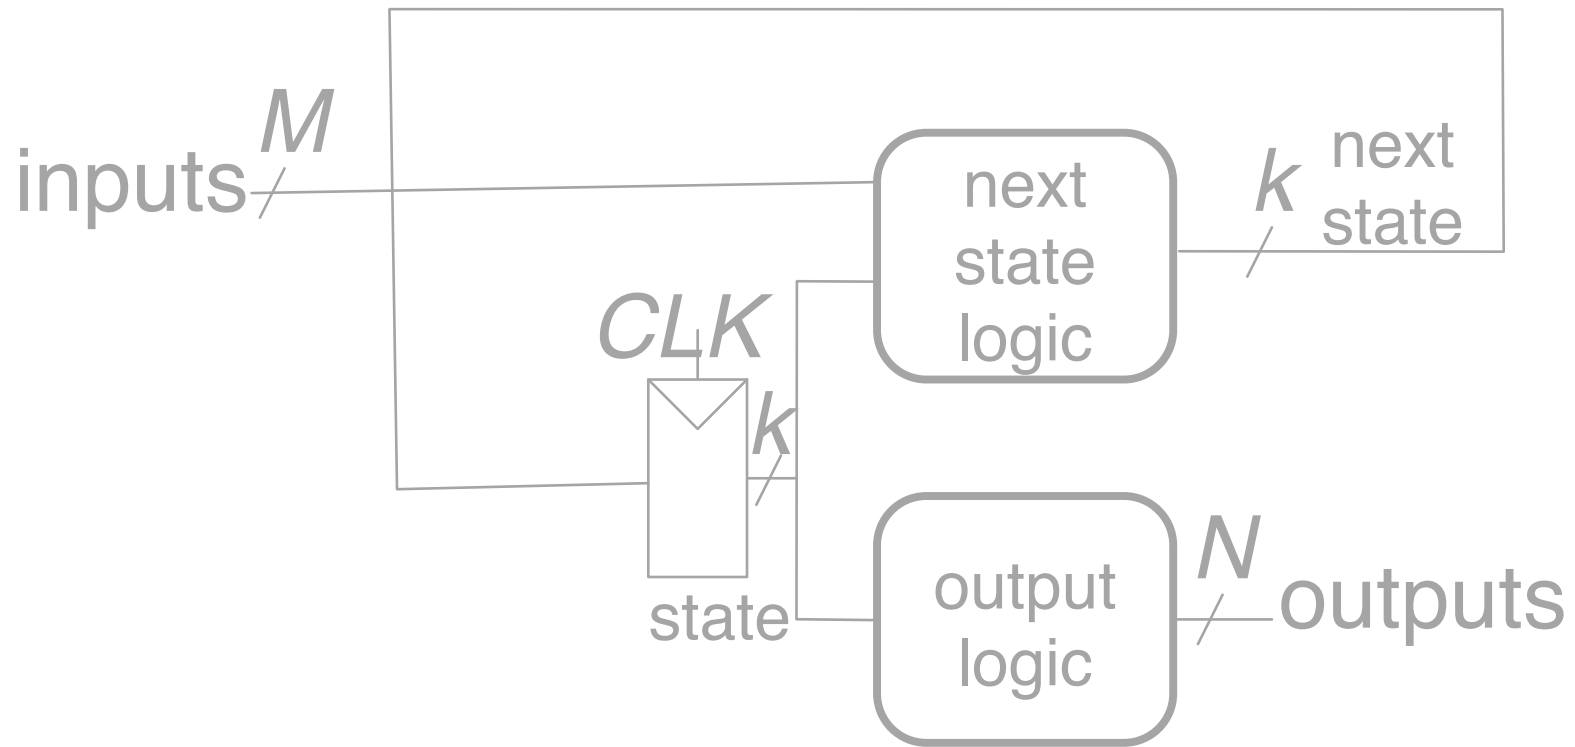 M
inputs
next
state
logic
k
next
state
CLK
k
state
output
logic
N
outputs